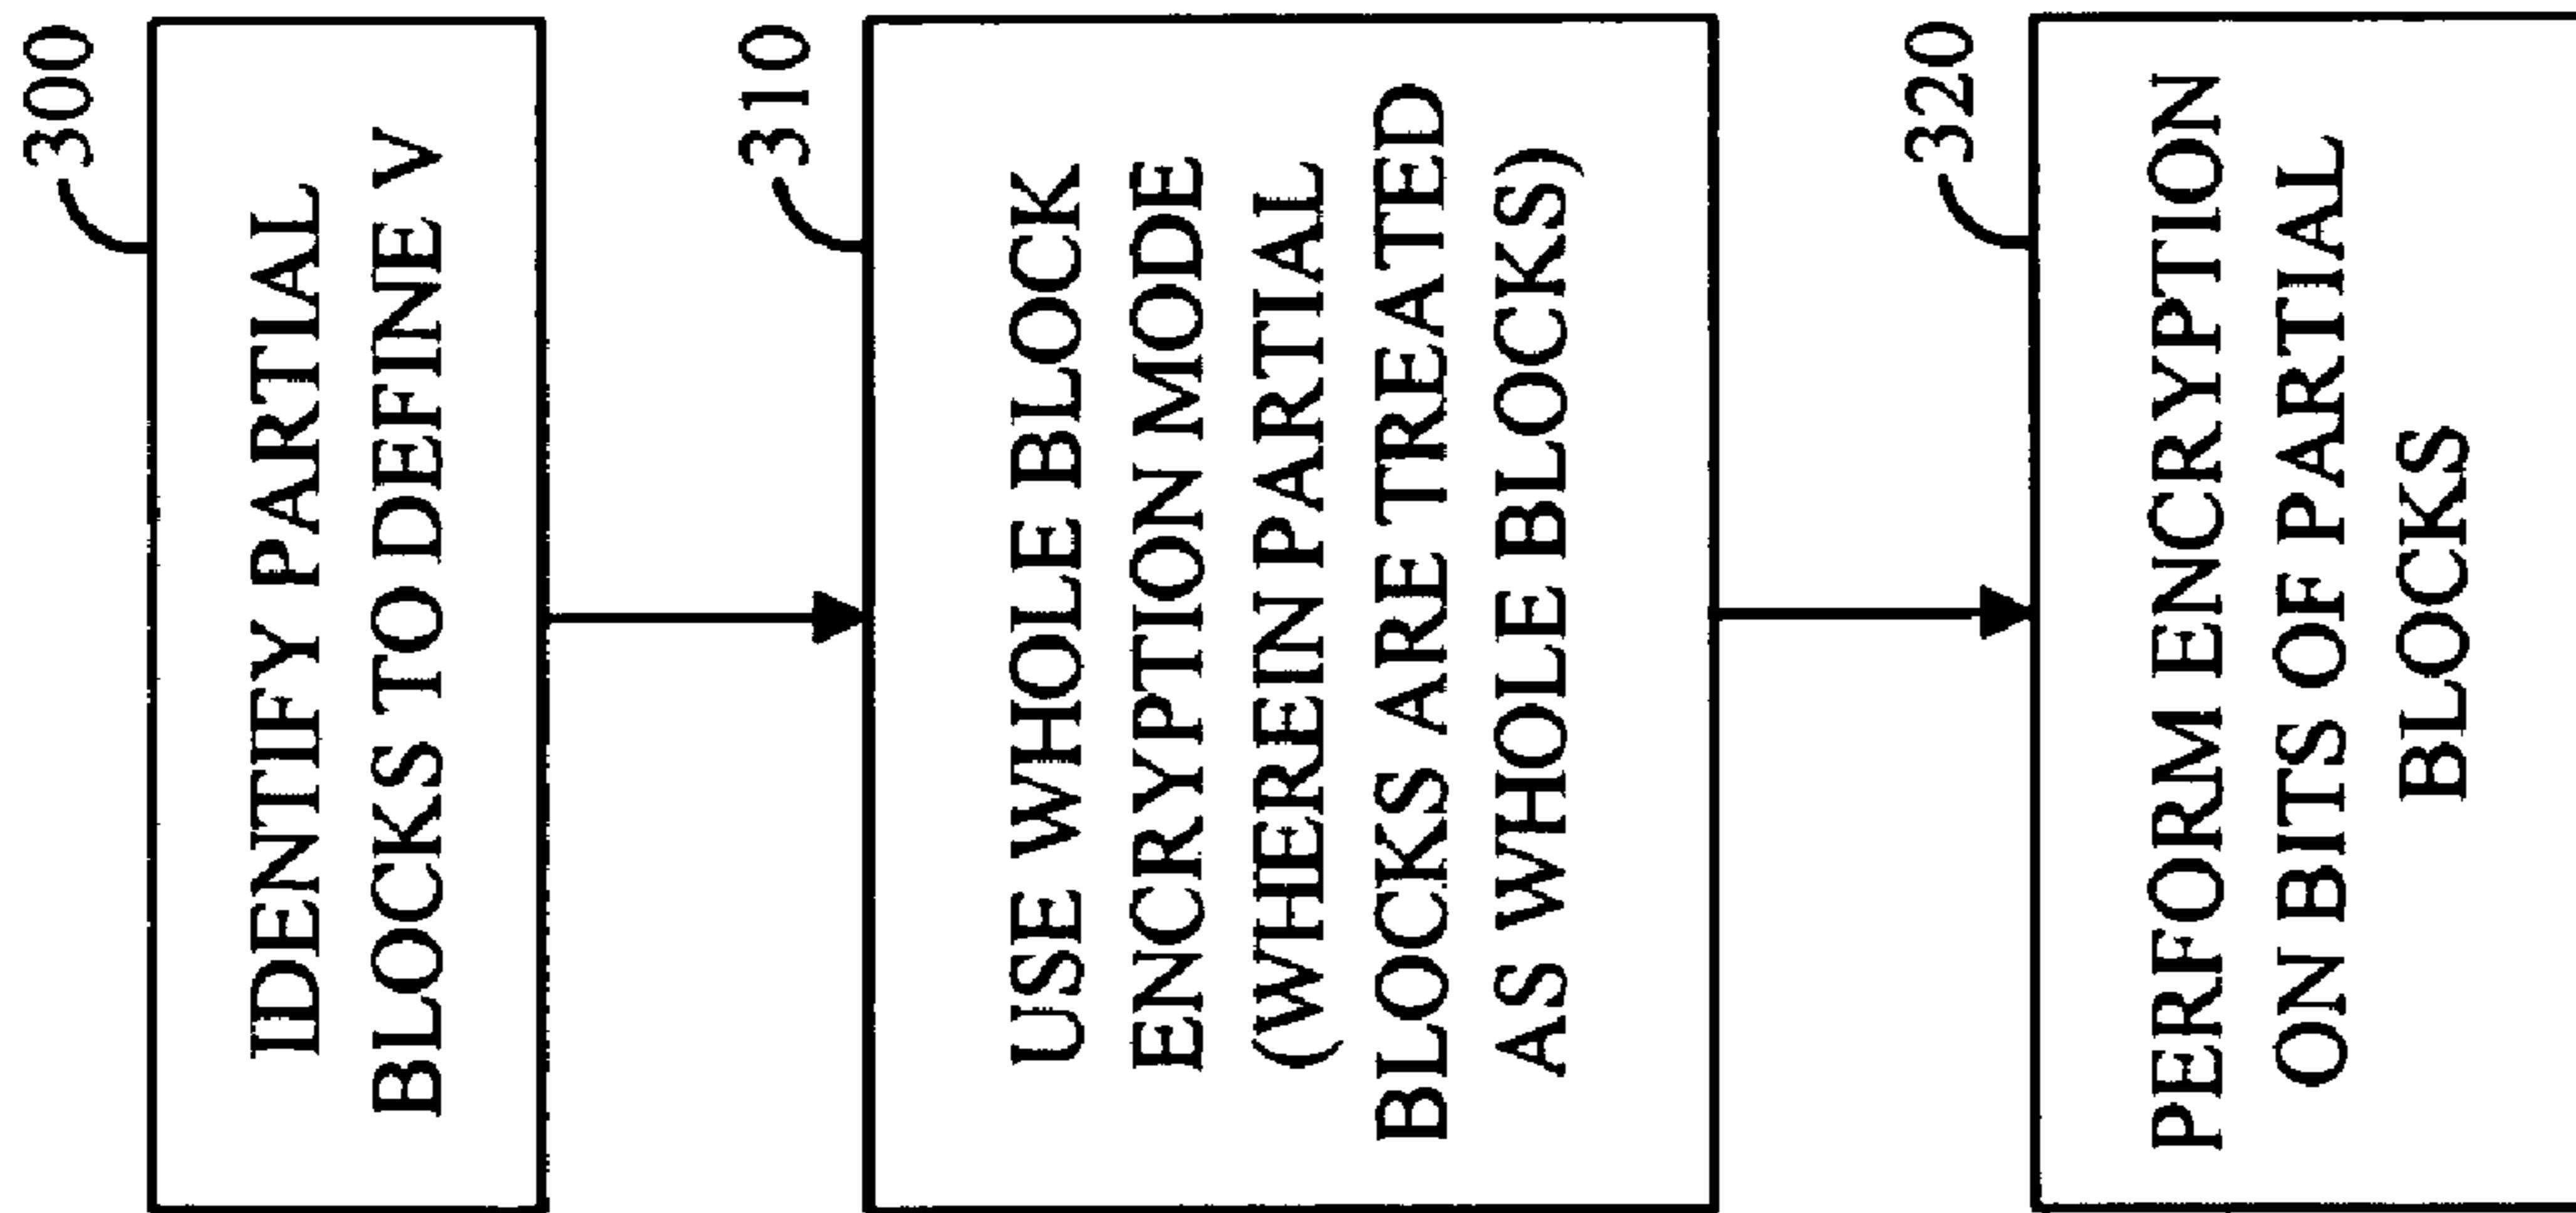 300
IDENTIFY PARTIAL
BLOCKS TO DEFINE V
310
USE WHOLE BLOCK
ENCRYPTION MODE
(WHEREIN PARTIAL
BLOCKS ARE TREATED
AS WHOLE BLOCKS)
320
PERFORM ENCRYPTION
ON BITS OF PARTIAL
BLOCKS